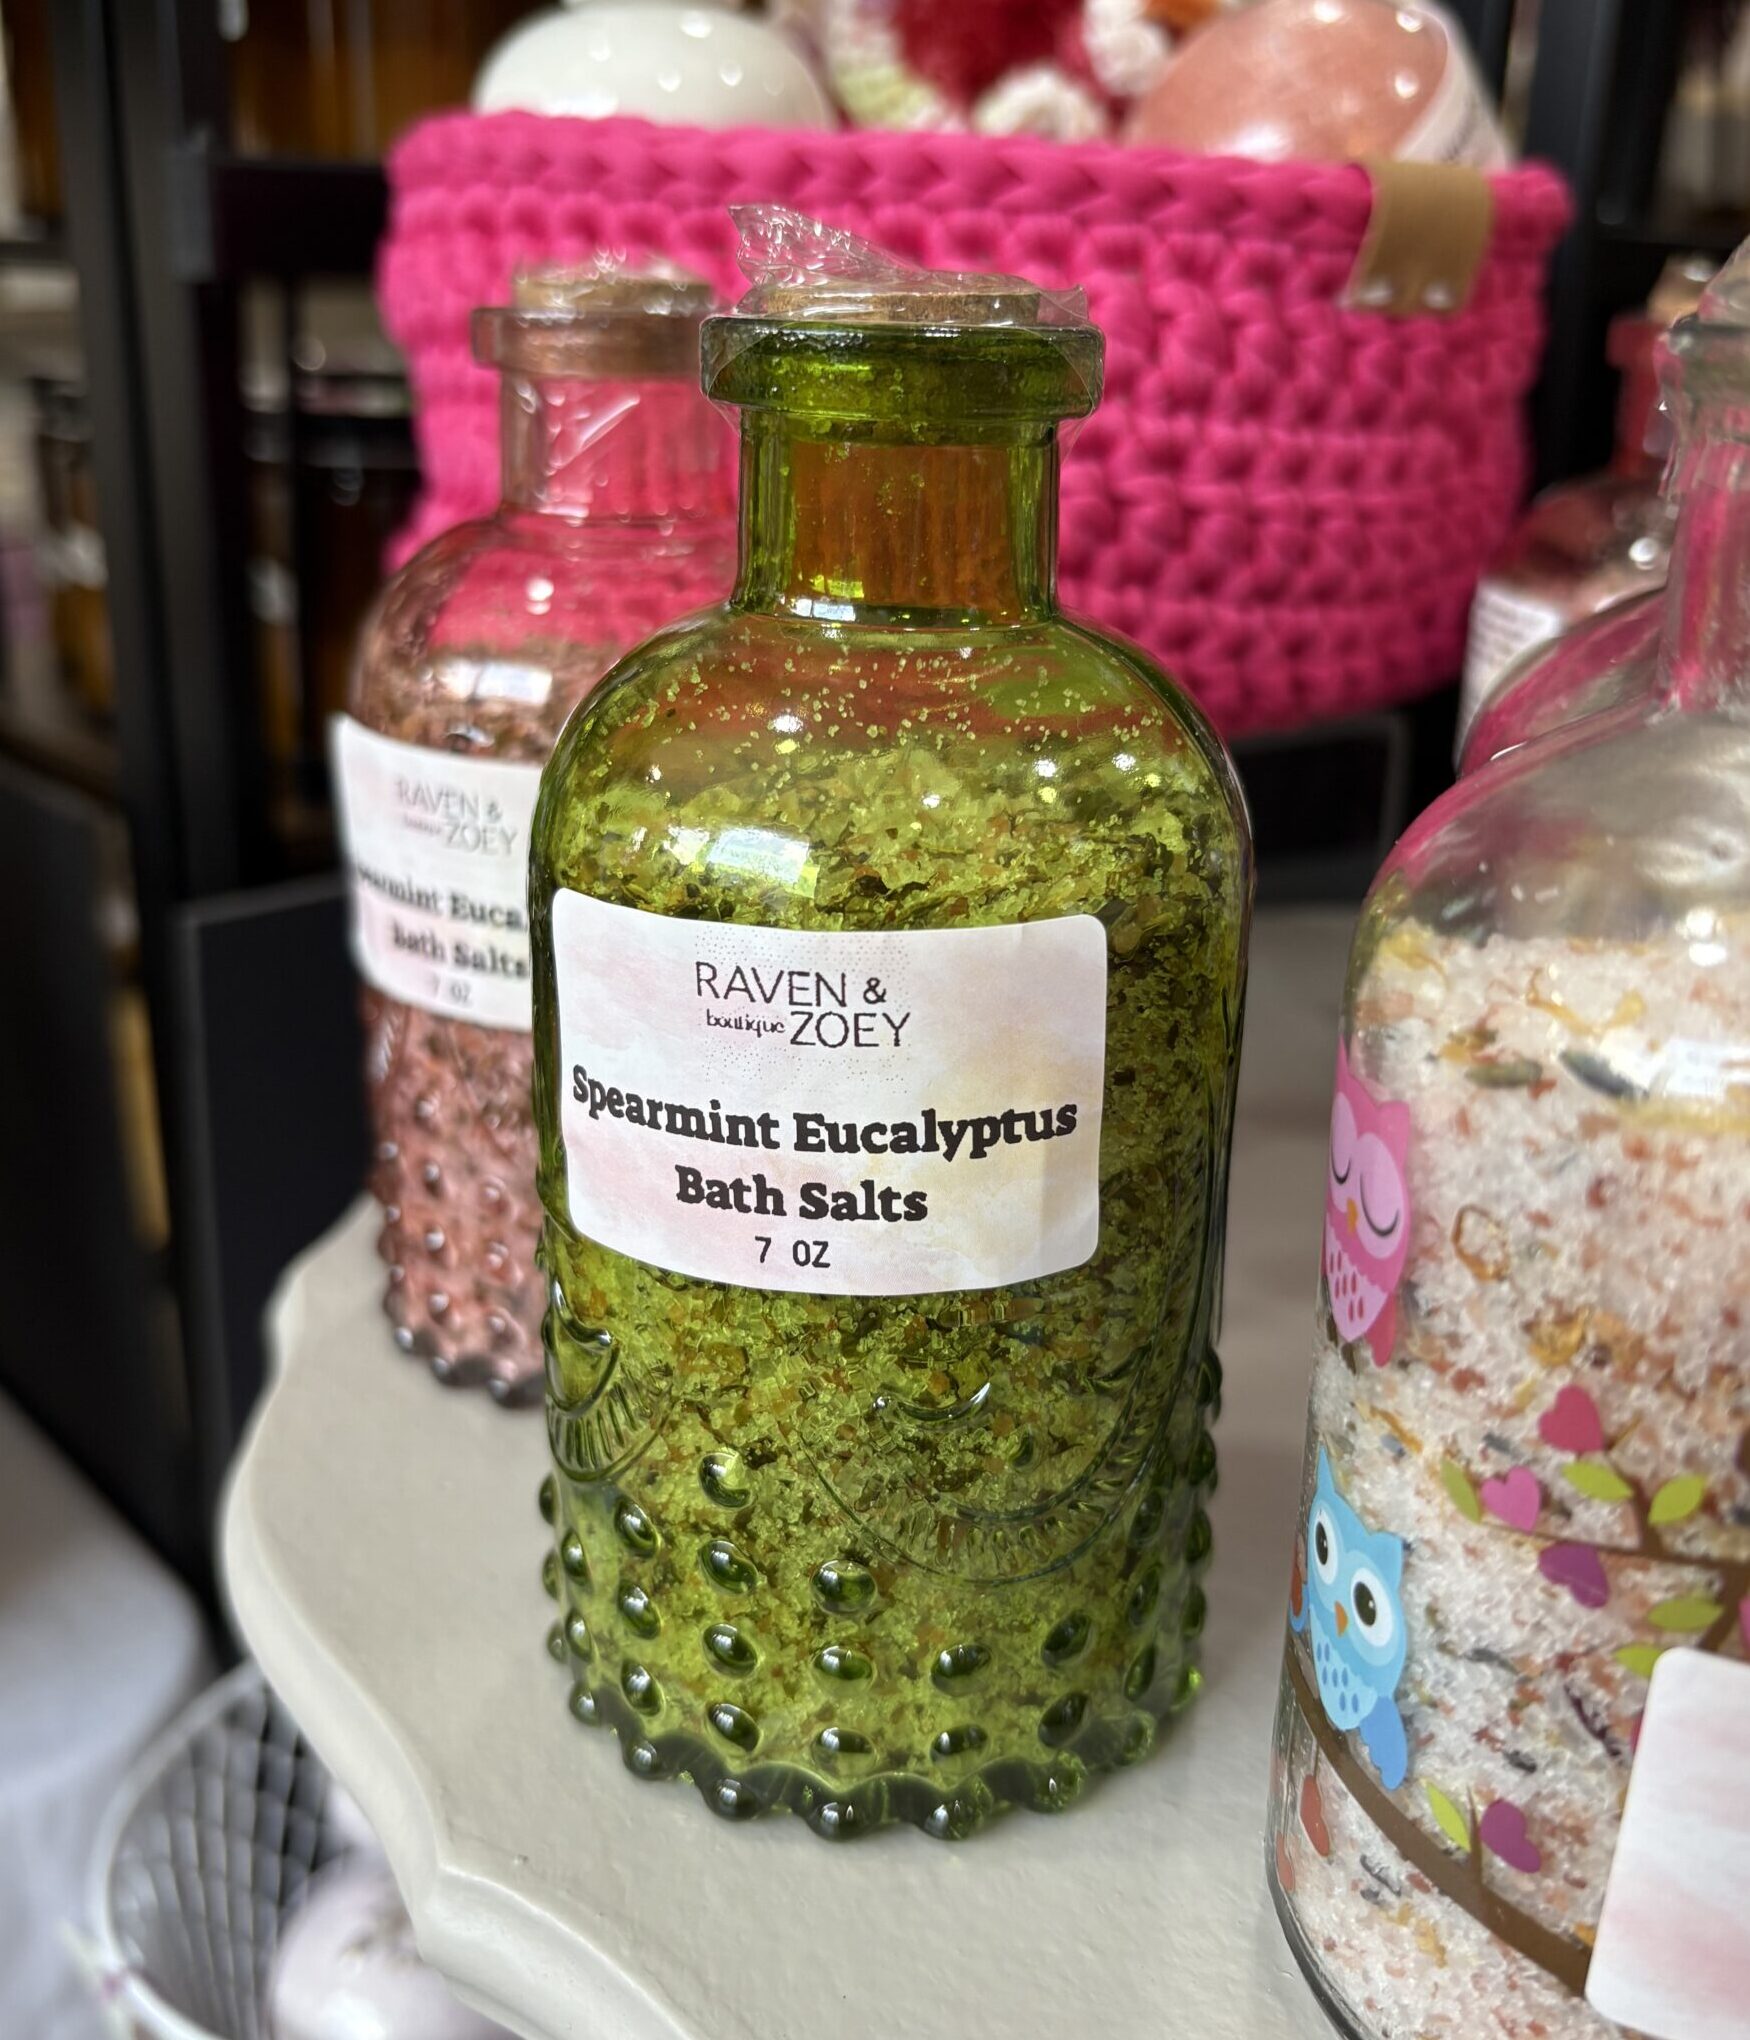 RAVEN &
boutique ZOEY
Spearmint Eucalyptus
Bath Salts
7 OZ
RAVEN &
ZOEY
Bath Salts
7 OZ